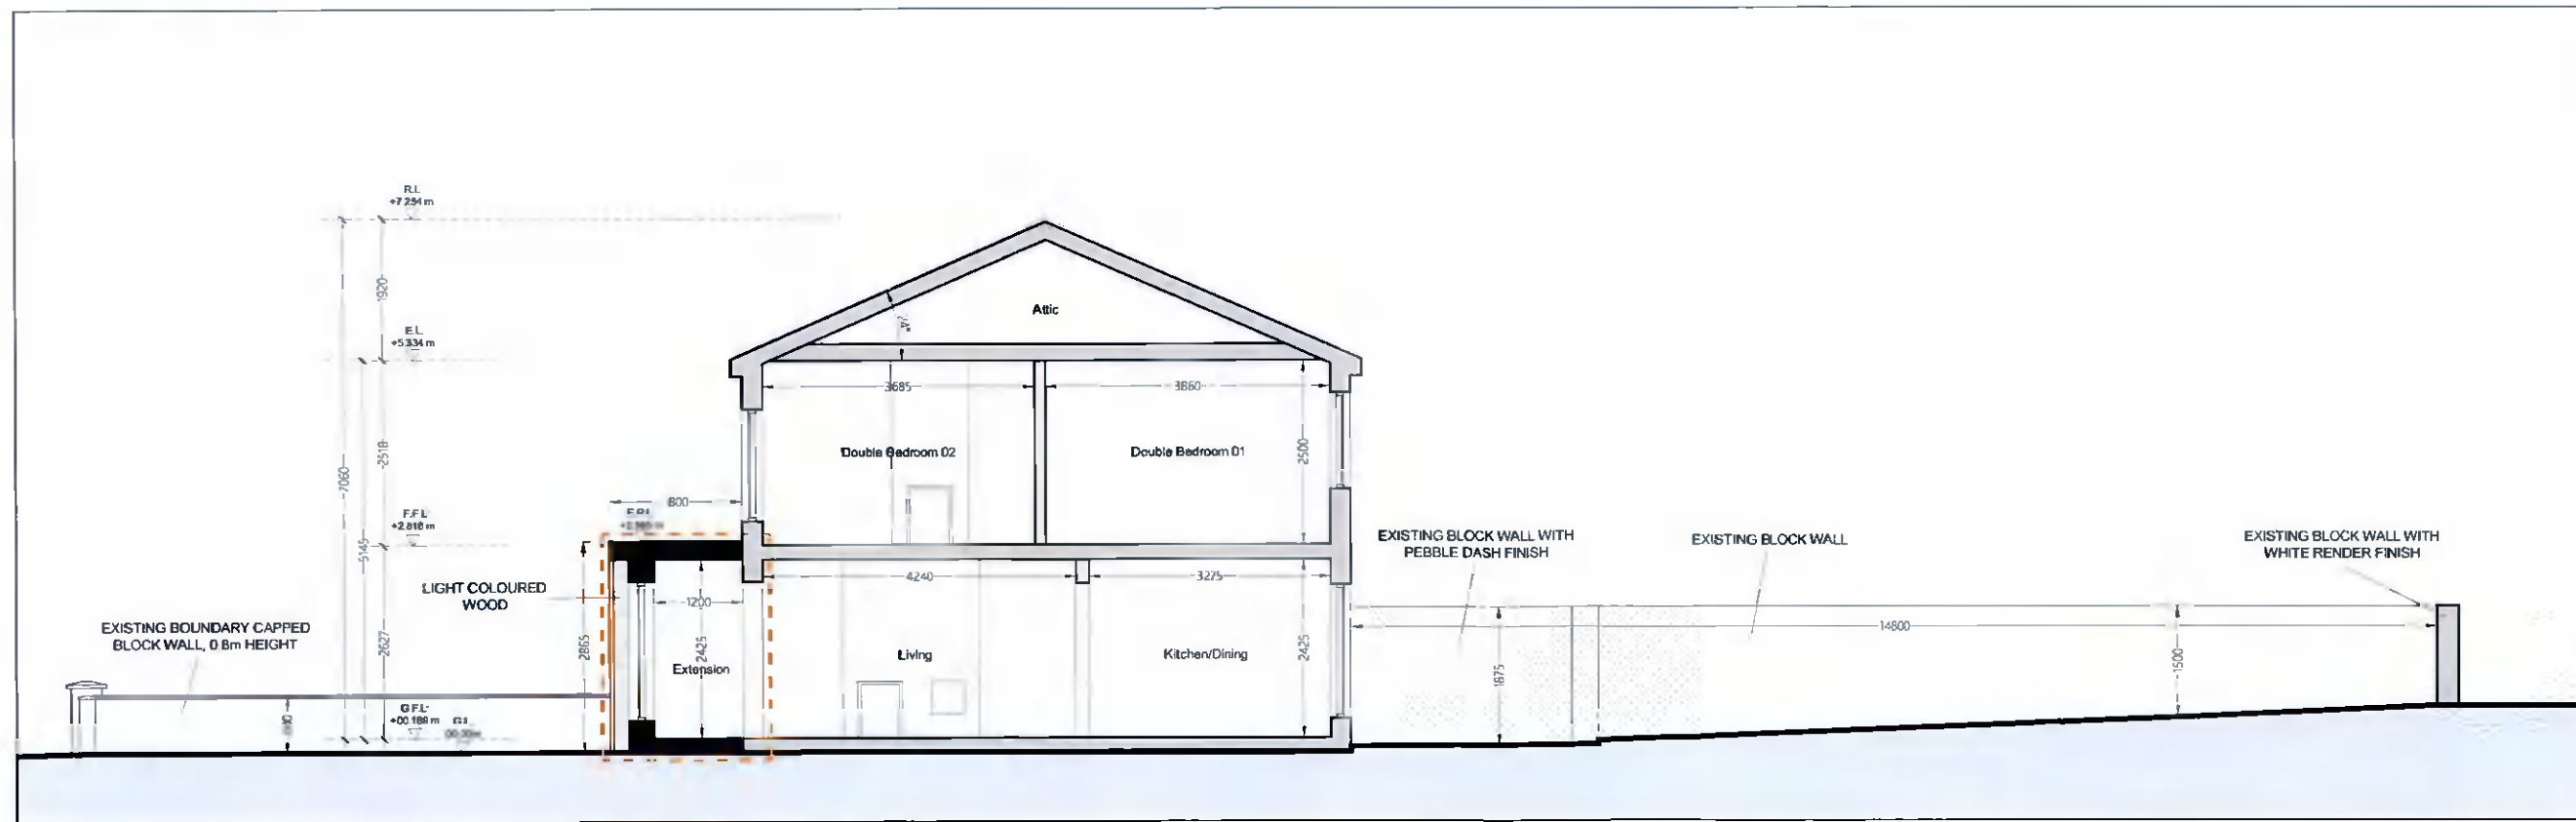 R.L
+7.254 m
1920
E.L
+5.334 m
Attic
3685
3860
7060
2518
Double Bedroom 02
Double Bedroom 01
2500
800
F.F.L
+2.818 m
5145
EXISTING BLOCK WALL WITH
PEBBLE DASH FINISH
EXISTING BLOCK WALL
EXISTING BLOCK WALL WITH
WHITE RENDER FINISH
4240
3275
LIGHT COLOURED
WOOD
1200
EXISTING BOUNDARY CAPPED
BLOCK WALL, 0.8m HEIGHT
2627
2865
2425
Extension
Living
Kitchen/Dining
2425
14800
1875
1500
G.F.L
+00.188 m